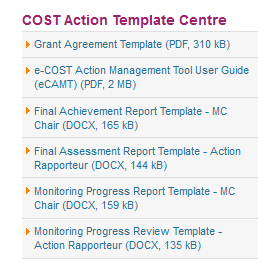 COST Action Template Centre
Grant Agreement Template (PDF, 310 kB)
e-COST Action Management Tool User Guide
(eCAMT) (PDF, 2 MB)
Final Achievement Report Template - MC
Chair (DOCX, 165 kB)
Final Assessment Report Template - Action
Rapporteur (DOCX, 144 kB)
Monitoring Progress Report Template - MC
Chair (DOCX, 159 kB)
Monitoring Progress Review Template -
Action Rapporteur (DOCX, 135 kB)